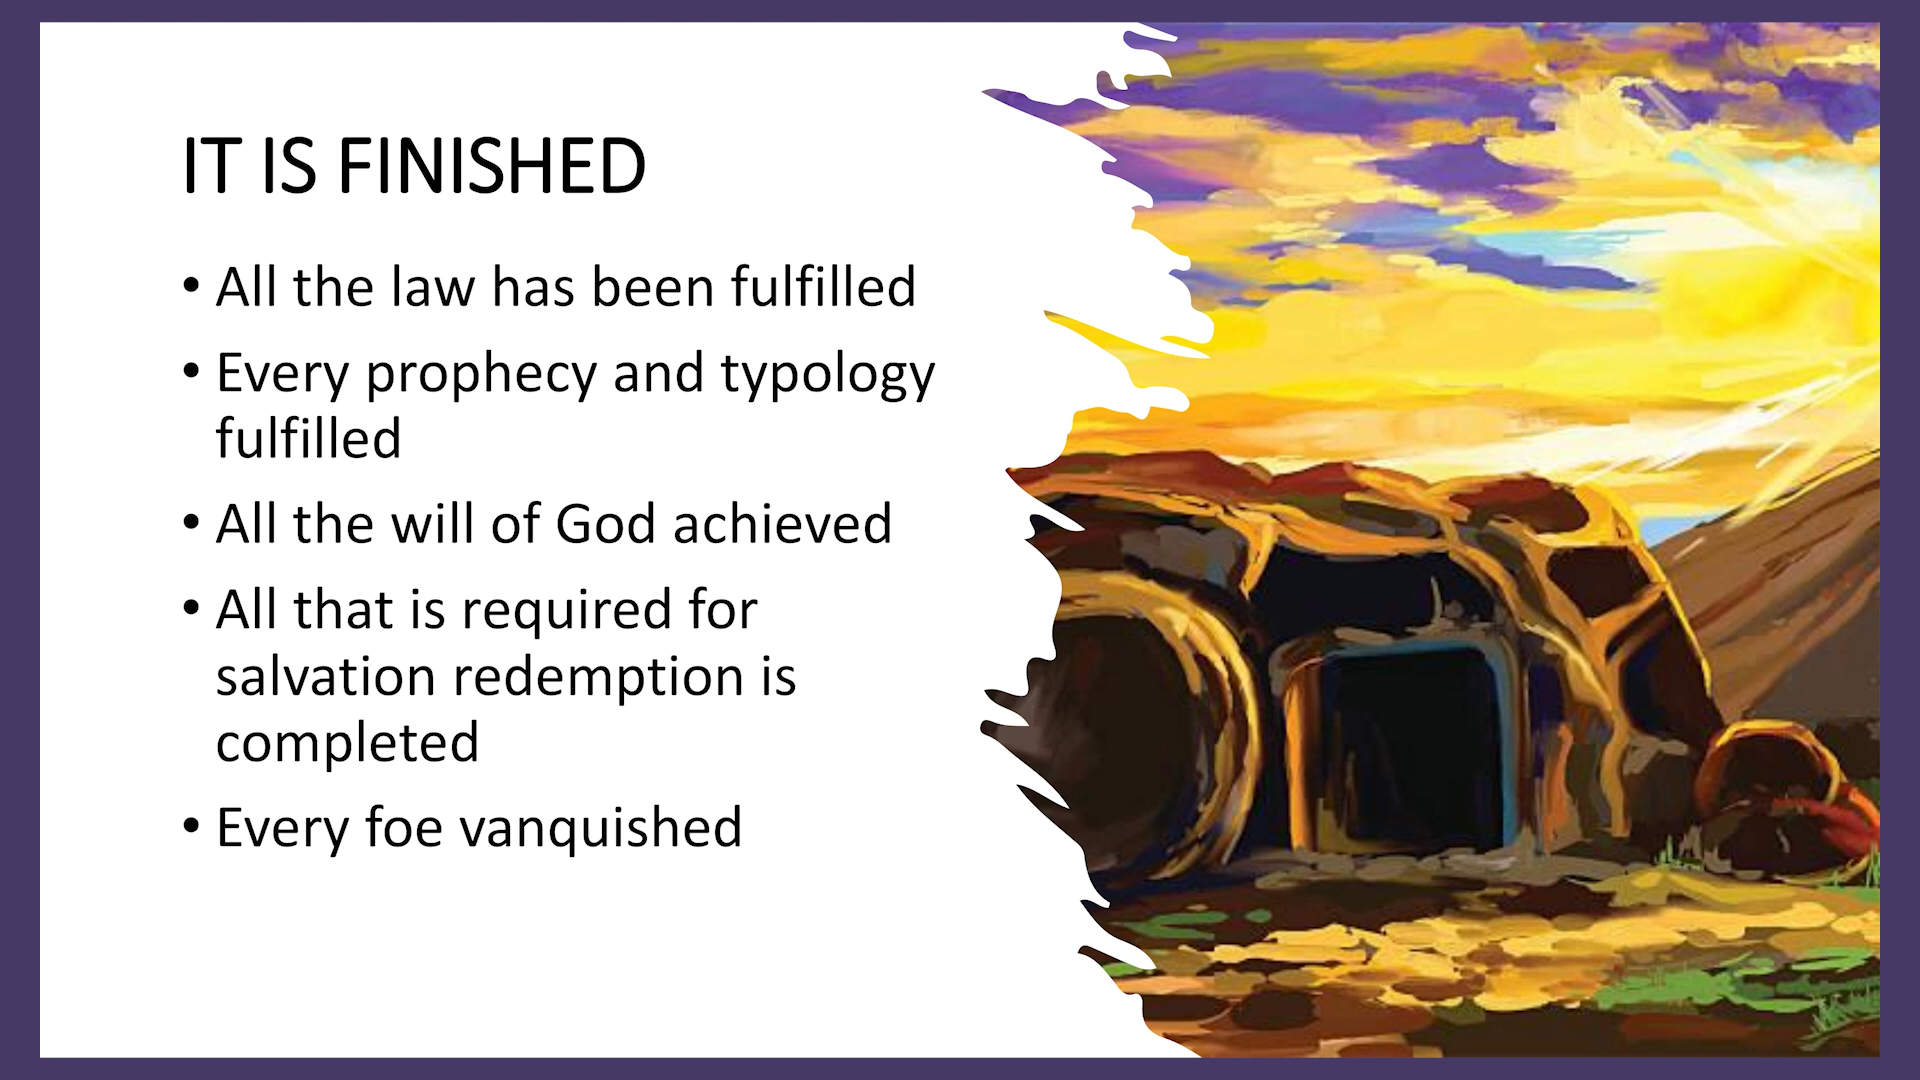 IT IS FINISHED
• All the law has been fulfilled
• Every prophecy and typology
fulfilled
• All the will of God achieved
• All that is required for
salvation redemption is
completed
• Every foe vanquished